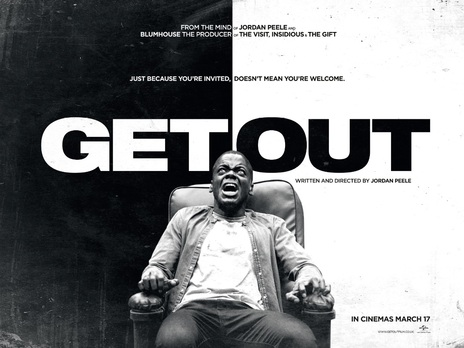 FROM THE MIND OF JORDAN PEELE AND
BLUMHOUSE THE PRODUCER OF THE VISIT, INSIDIOUS & THE GIFT
JUST BECAUSE YOU'RE INVITED, DOESN'T MEAN YOU'RE WELCOME.
GET OUT
WRITTEN AND DIRECTED BY JORDAN PEELE
IN CINEMAS MARCH 17